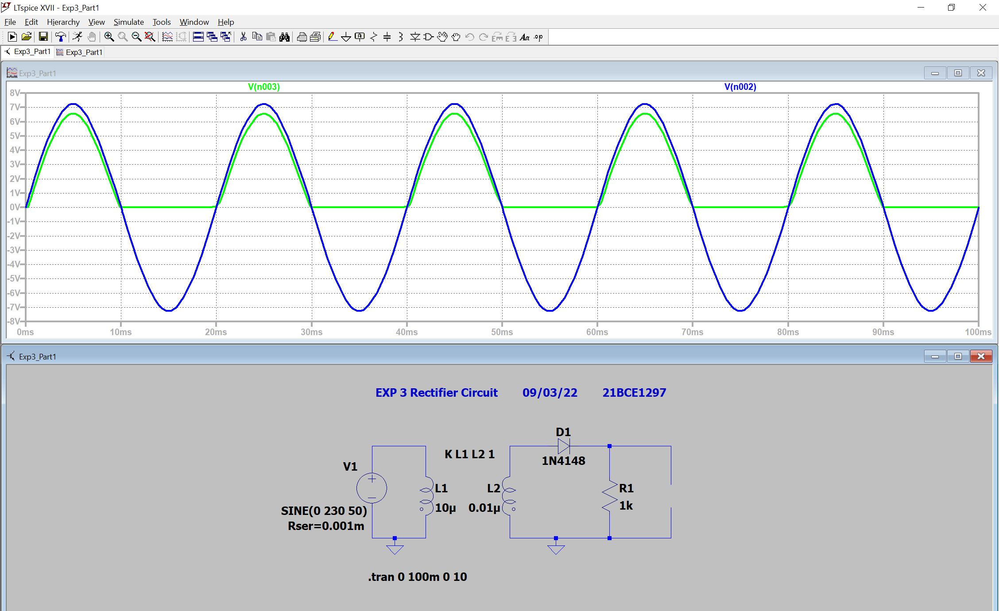 LTspice XVII - Exp3_Part1
File Edit Hierarchy View Simulate Tools Window Help
Exp3_Part1 Exp3_Part1
Exp3_Part1
V(n003) V(n002)
8V
7V
6V
5V
4V
3V
2V
1V
0V
-1V
-2V
-3V
-4V
-5V
-6V
-7V
-8V
0ms 10ms 20ms 30ms 40ms 50ms 60ms 70ms 80ms 90ms 100ms
Exp3_Part1
EXP 3 Rectifier Circuit 09/03/22 21BCE1297
D1
K L1 L2 1
1N4148
V1
L1 L2 R1
10µ 0.01µ 1k
SINE(0 230 50)
Rser=0.001m
.tran 0 100m 0 10